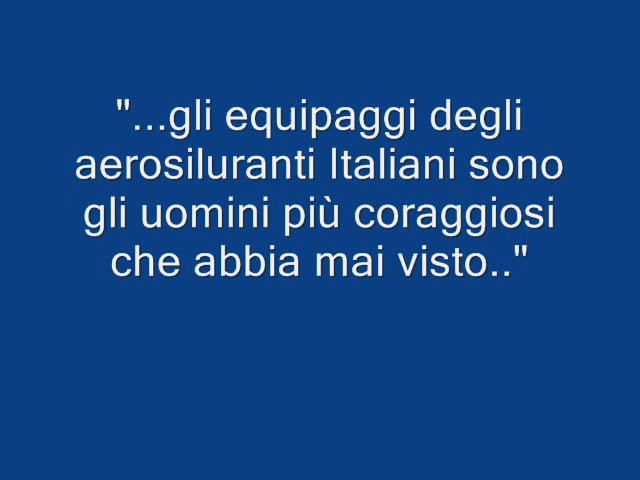 "...gli equipaggi degli
aerosiluranti Italiani sono
gli uomini più coraggiosi
che abbia mai visto.."